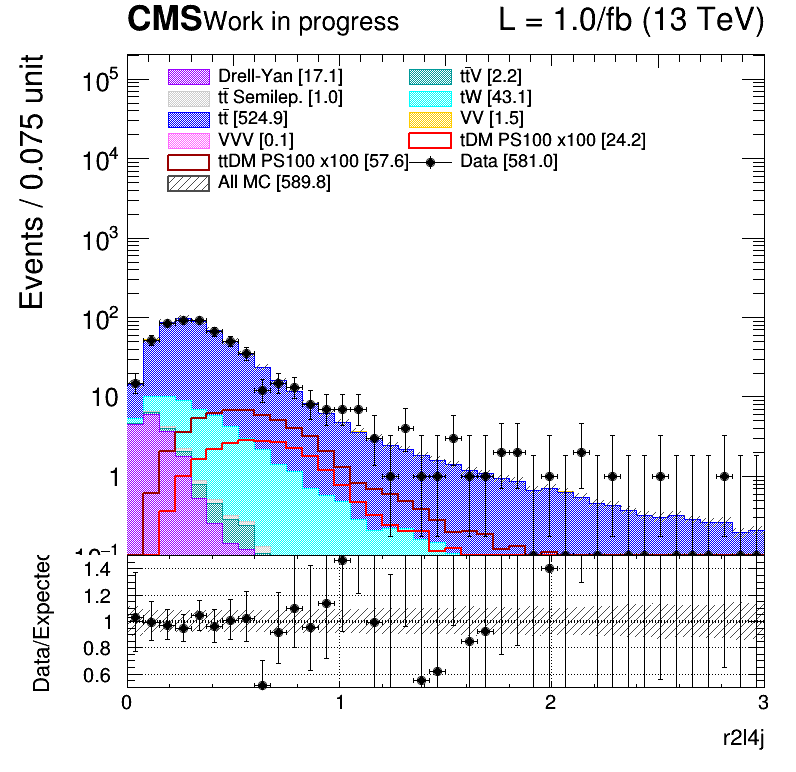 CMS Work in progress L = 1.0/fb (13 TeV)
Events / 0.075 unit
10⁵
10⁴
10³
10²
10
1
10⁻¹
Drell-Yan [17.1] tt̄V [2.2]
tt̄ Semilep. [1.0] tW [43.1]
tt̄ [524.9] VV [1.5]
VVV [0.1] tDM PS100 x100 [24.2]
ttDM PS100 x100 [57.6] Data [581.0]
All MC [589.8]
Data/Expected
1.4
1.2
1
0.8
0.6
0 1 2 3
r2l4j